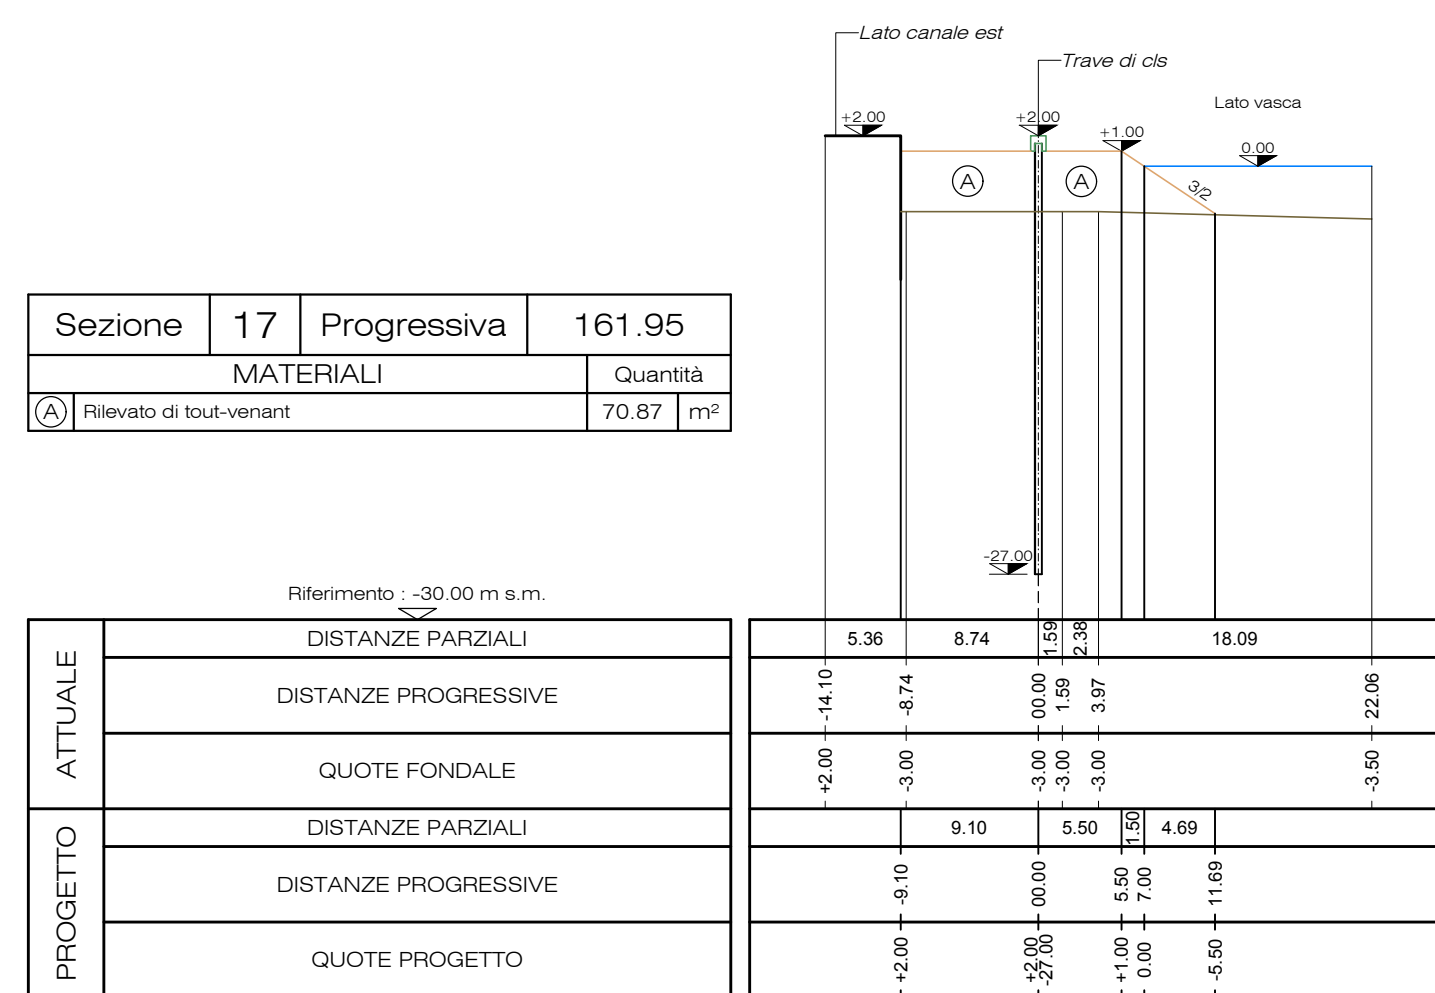 Lato canale est
Trave di cls
Lato vasca
+2.00
+2.00
+1.00
0.00
A
A
3/2
Sezione 17 Progressiva 161.95
MATERIALI Quantità
A Rilevato di tout-venant 70.87 m²
-27.00
Riferimento : -30.00 m s.m.
ATTUALE
DISTANZE PARZIALI 5.36 8.74 1.59 2.38 18.09
DISTANZE PROGRESSIVE -14.10 -8.74 00.00 1.59 3.97 22.06
QUOTE FONDALE +2.00 -3.00 -3.00 -3.00 -3.00 -3.50
PROGETTO
DISTANZE PARZIALI 9.10 5.50 1.50 4.69
DISTANZE PROGRESSIVE -9.10 00.00 5.50 7.00 11.69
QUOTE PROGETTO +2.00 +2.00 -27.00 +1.00 0.00 -5.50